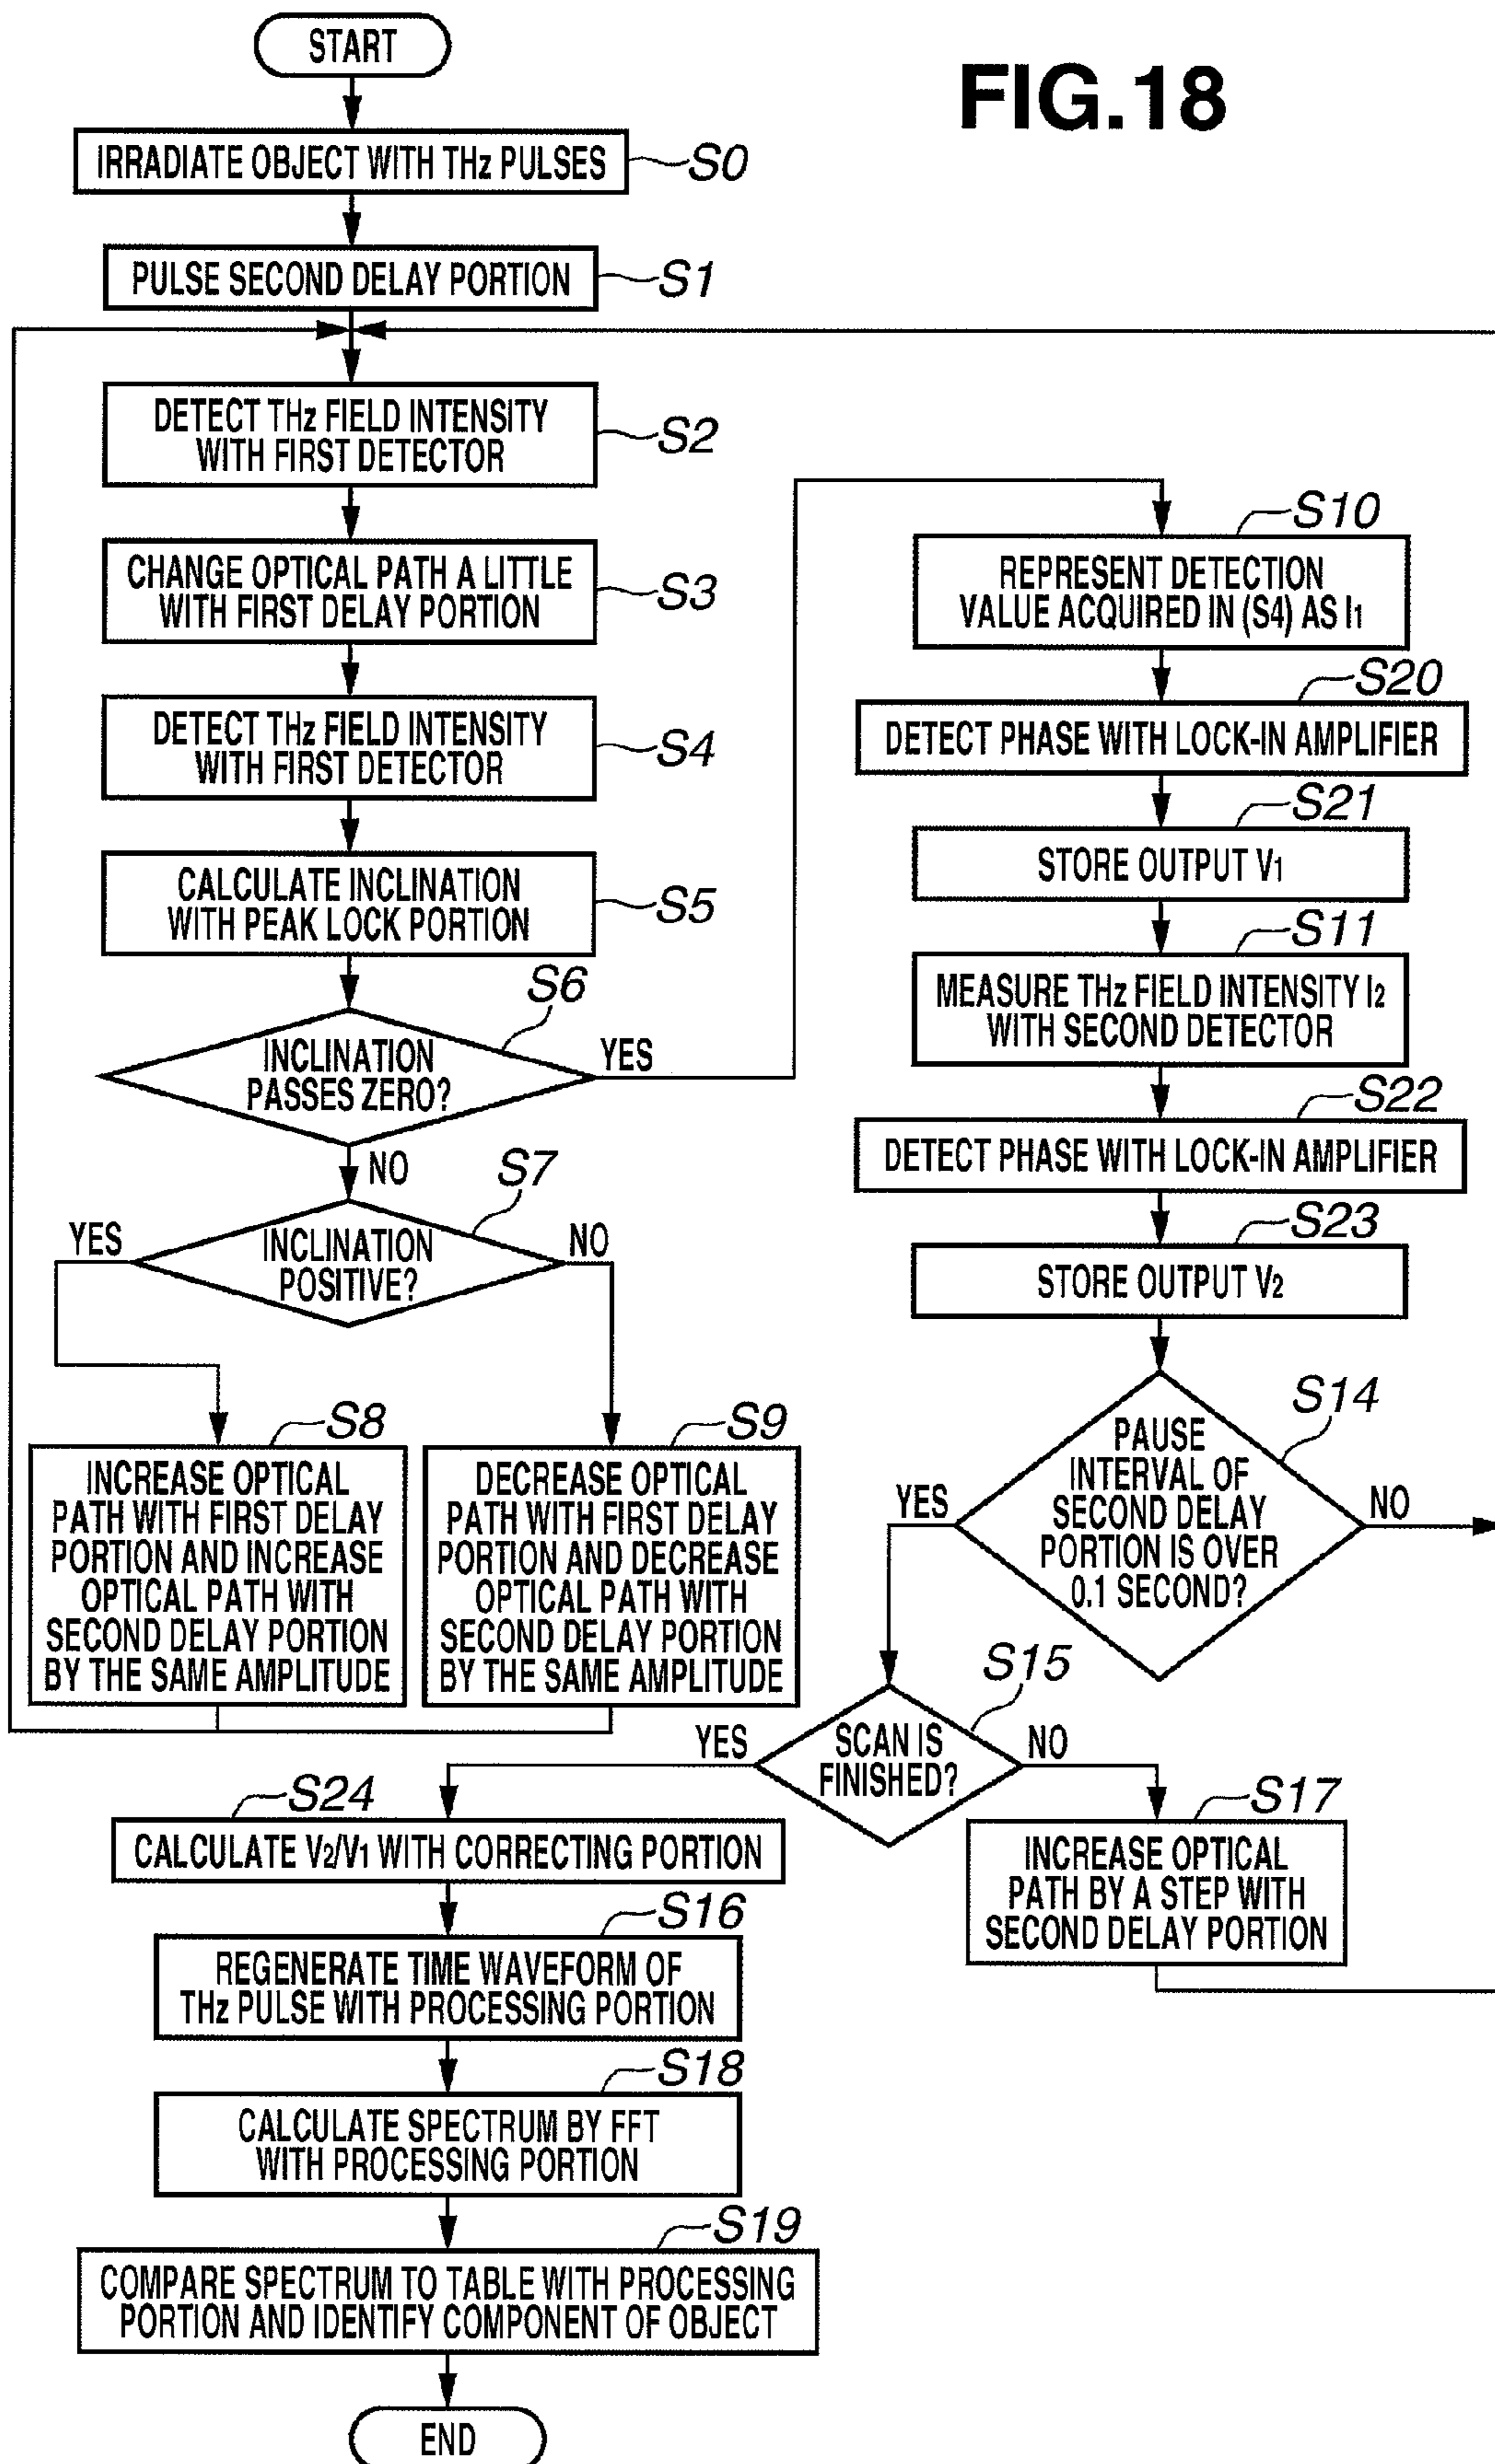 START
FIG.18
IRRADIATE OBJECT WITH THz PULSES
S0
PULSE SECOND DELAY PORTION
S1
DETECT THz FIELD INTENSITY
WITH FIRST DETECTOR
S2
CHANGE OPTICAL PATH A LITTLE
WITH FIRST DELAY PORTION
S3
DETECT THz FIELD INTENSITY
WITH FIRST DETECTOR
S4
CALCULATE INCLINATION
WITH PEAK LOCK PORTION
S5
S6
INCLINATION
PASSES ZERO?
YES
NO
S7
INCLINATION
POSITIVE?
YES
NO
S8
INCREASE OPTICAL
PATH WITH FIRST DELAY
PORTION AND INCREASE
OPTICAL PATH WITH
SECOND DELAY PORTION
BY THE SAME AMPLITUDE
S9
DECREASE OPTICAL
PATH WITH FIRST DELAY
PORTION AND DECREASE
OPTICAL PATH WITH
SECOND DELAY PORTION
BY THE SAME AMPLITUDE
S10
REPRESENT DETECTION
VALUE ACQUIRED IN (S4) AS I1
S20
DETECT PHASE WITH LOCK-IN AMPLIFIER
S21
STORE OUTPUT V1
S11
MEASURE THz FIELD INTENSITY I2
WITH SECOND DETECTOR
S22
DETECT PHASE WITH LOCK-IN AMPLIFIER
S23
STORE OUTPUT V2
S14
PAUSE
INTERVAL OF
SECOND DELAY
PORTION IS OVER
0.1 SECOND?
YES
NO
S15
SCAN IS
FINISHED?
YES
NO
S17
INCREASE OPTICAL
PATH BY A STEP WITH
SECOND DELAY PORTION
S24
CALCULATE V2/V1 WITH CORRECTING PORTION
S16
REGENERATE TIME WAVEFORM OF
THz PULSE WITH PROCESSING PORTION
S18
CALCULATE SPECTRUM BY FFT
WITH PROCESSING PORTION
S19
COMPARE SPECTRUM TO TABLE WITH PROCESSING
PORTION AND IDENTIFY COMPONENT OF OBJECT
END